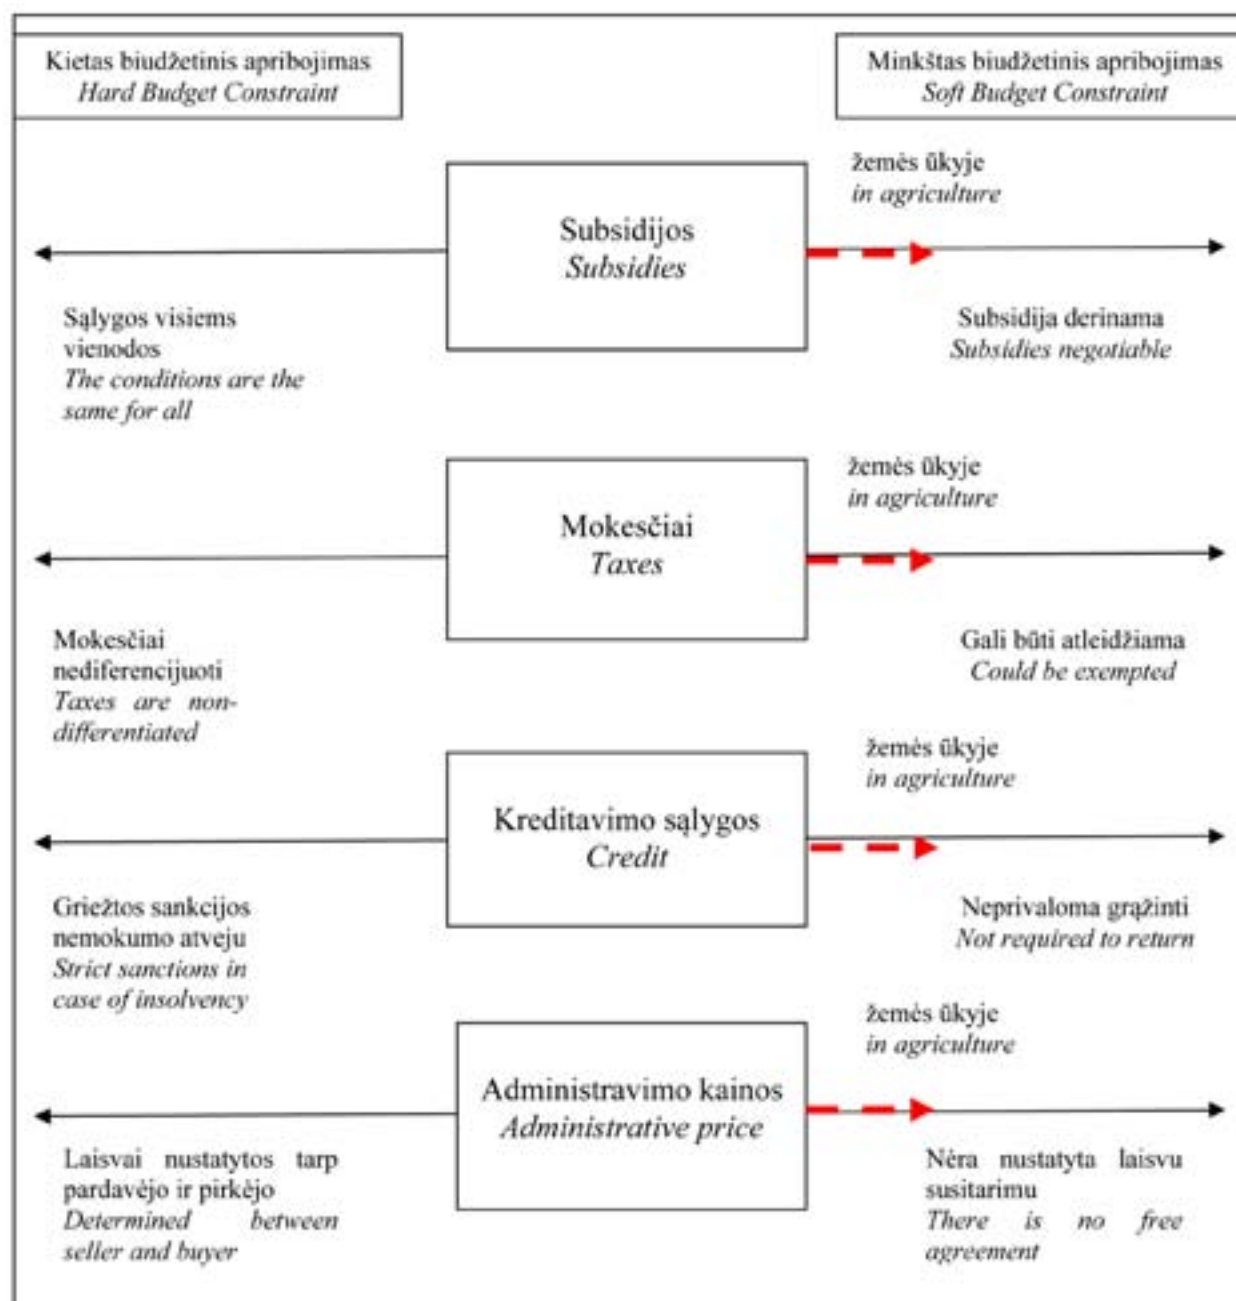 Kietas biudžetinis apribojimas
Hard Budget Constraint
Minkštas biudžetinis apribojimas
Soft Budget Constraint
žemės ūkyje
in agriculture
Subsidijos
Subsidies
Sąlygos visiems
vienodos
The conditions are the
same for all
Subsidija derinama
Subsidies negotiable
žemės ūkyje
in agriculture
Mokesčiai
Taxes
Mokesčiai
nediferencijuoti
Taxes are non-
differentiated
Gali būti atleidžiama
Could be exempted
žemės ūkyje
in agriculture
Kreditavimo sąlygos
Credit
Griežtos sankcijos
nemokumo atveju
Strict sanctions in
case of insolvency
Neprivaloma grąžinti
Not required to return
žemės ūkyje
in agriculture
Administravimo kainos
Administrative price
Laisvai nustatytos tarp
pardavėjo ir pirkėjo
Determined between
seller and buyer
Nėra nustatyta laisvu
susitarimu
There is no free
agreement